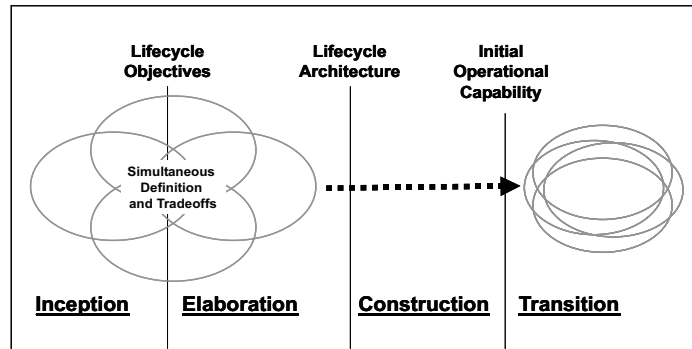 Lifecycle
Objectives
Lifecycle
Architecture
Initial
Operational
Capability
Simultaneous
Definition
and Tradeoffs
Inception
Elaboration
Construction
Transition